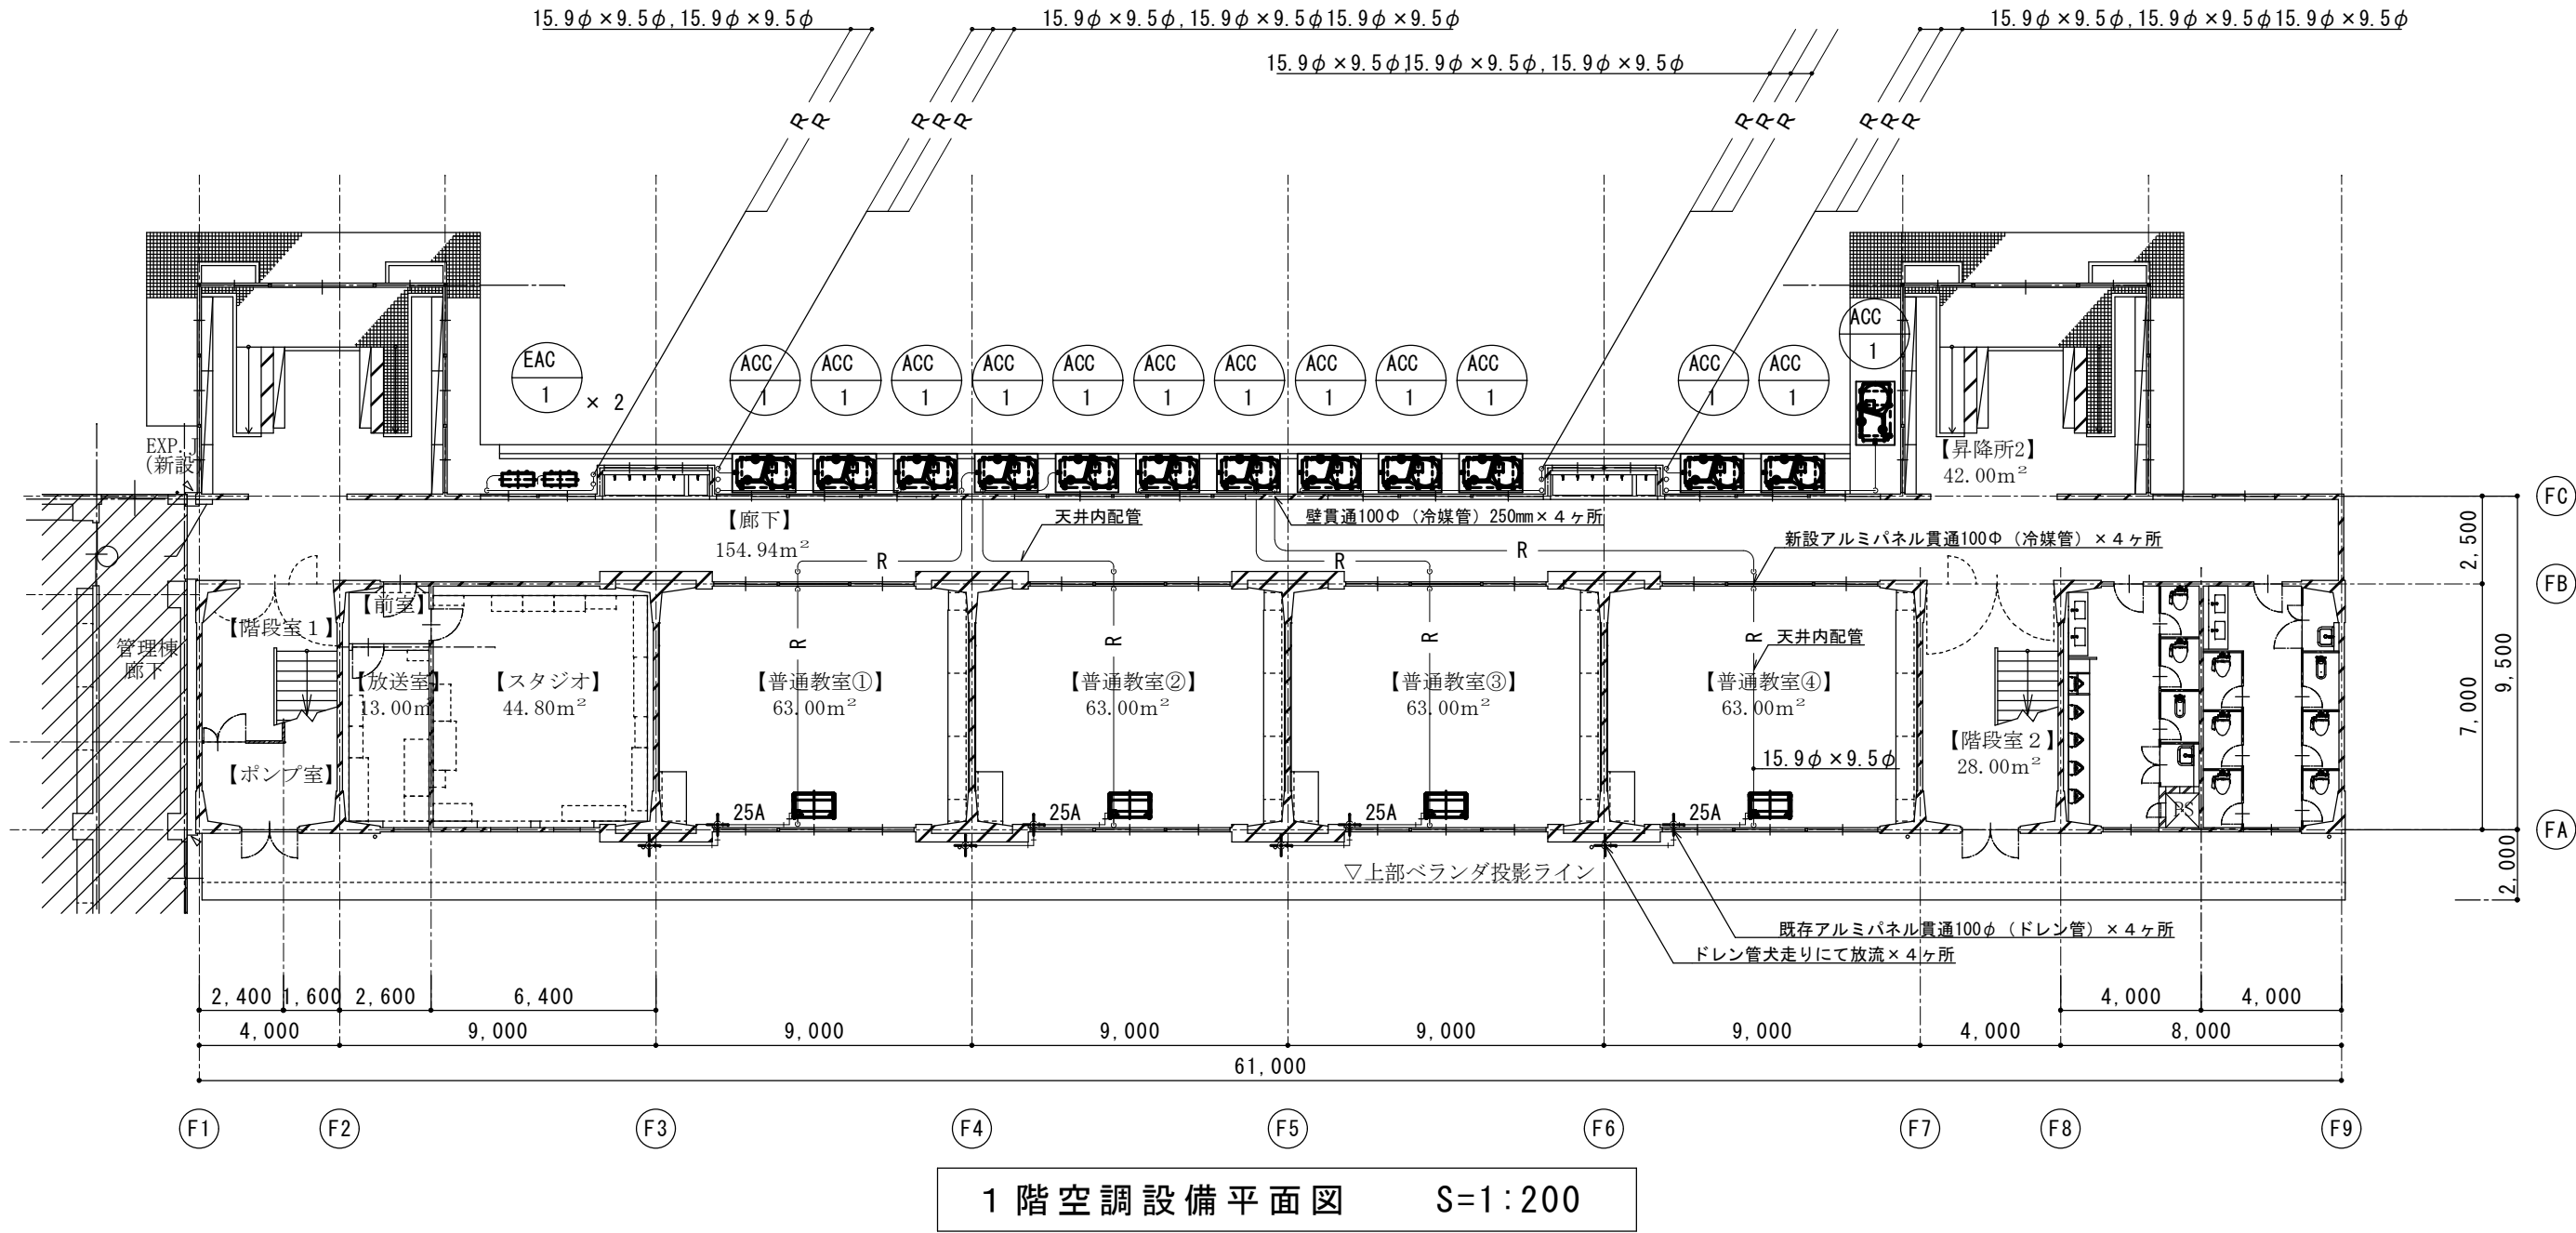 15.9φ×9.5φ,15.9φ×9.5φ
15.9φ×9.5φ,15.9φ×9.5φ15.9φ×9.5φ
15.9φ×9.5φ,15.9φ×9.5φ15.9φ×9.5φ
15.9φ×9.5φ,15.9φ×9.5φ,15.9φ×9.5φ
R
R
R
R
R
R
R
R
R
R
R
EAC
1
× 2
ACC
1
ACC
1
ACC
1
ACC
1
ACC
1
ACC
1
ACC
1
ACC
1
ACC
1
ACC
1
ACC
1
ACC
1
ACC
1
EXP.J
(新設)
【昇降所2】
42.00m²
FC
【廊下】
154.94m²
天井内配管
壁貫通100Φ（冷媒管）250mm×４ヶ所
新設アルミパネル貫通100Φ（冷媒管）×４ヶ所
R
R
R
2,500
FB
【前室】
【階段室１】
管理棟
廊下
R
R
R
R
天井内配管
【放送室】
13.00m
【スタジオ】
44.80m²
【普通教室①】
63.00m²
【普通教室②】
63.00m²
【普通教室③】
63.00m²
【普通教室④】
63.00m²
9,500
7,000
【階段室２】
28.00m²
【ポンプ室】
15.9φ×9.5φ
25A
25A
25A
25A
PS
FA
2,000
▽上部ベランダ投影ライン
既存アルミパネル貫通100φ（ドレン管）×４ヶ所
ドレン管犬走りにて放流×４ヶ所
2,400
1,600
2,600
6,400
4,000
4,000
4,000
9,000
9,000
9,000
9,000
9,000
4,000
8,000
61,000
F1
F2
F3
F4
F5
F6
F7
F8
F9
１階空調設備平面図 S=1:200